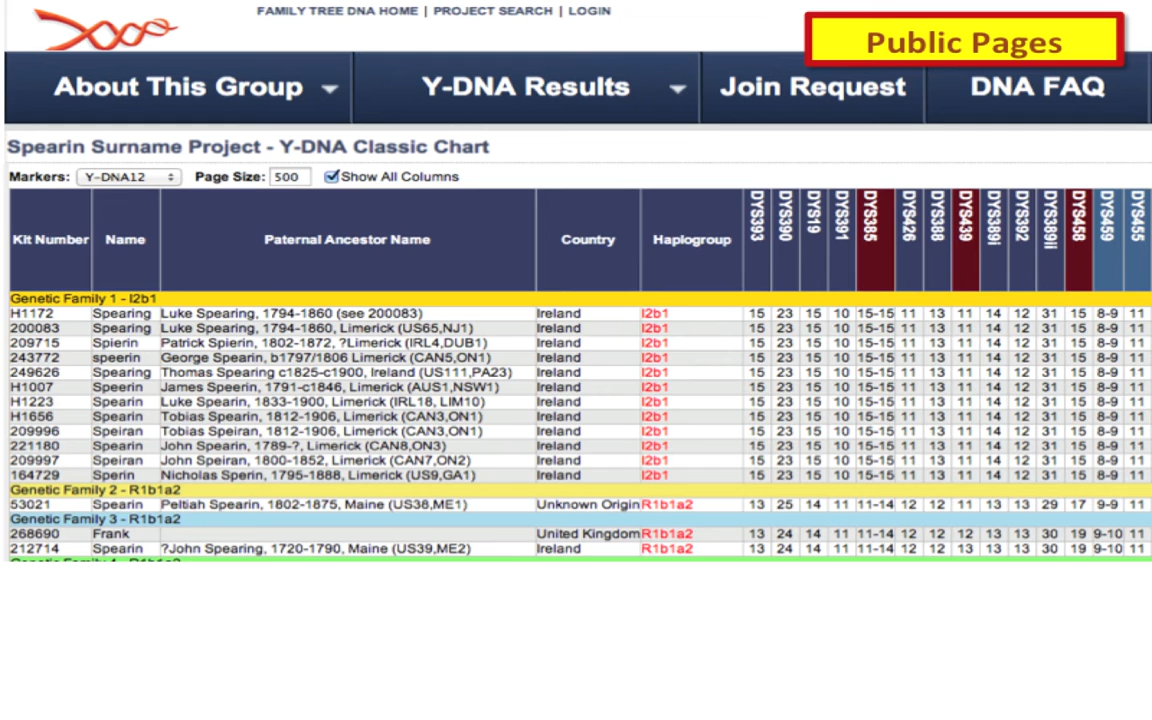 FAMILY TREE DNA HOME | PROJECT SEARCH | LOGIN
Public Pages
About This Group Y-DNA Results Join Request DNA FAQ
Spearin Surname Project - Y-DNA Classic Chart
Markers: Y-DNA12 Page Size: 500 Show All Columns
Kit Number Name Paternal Ancestor Name Country Haplogroup DYS393 DYS390 DYS19 DYS391 DYS385 DYS426 DYS388 DYS439 DYS389i DYS392 DYS389ii DYS458 DYS459 DYS455
Genetic Family 1 - I2b1
H1172 Spearing Luke Spearing, 1794-1860 (see 200083) Ireland I2b1 15 23 15 10 15-15 11 13 11 14 12 31 15 8-9 11
200083 Spearing Luke Spearing, 1794-1860, Limerick (US65,NJ1) Ireland I2b1 15 23 15 10 15-15 11 13 11 14 12 31 15 8-9 11
209715 Spierin Patrick Spierin, 1802-1872, ?Limerick (IRL4,DUB1) Ireland I2b1 15 23 15 10 15-15 11 13 11 14 12 31 15 8-9 11
243772 speerin George Spearin, b1797/1806 Limerick (CAN5,ON1) Ireland I2b1 15 23 15 10 15-15 11 13 11 14 12 31 15 8-9 11
249626 Spearing Thomas Spearing c1825-c1900, Ireland (US111,PA23) Ireland I2b1 15 23 15 10 15-15 11 13 11 14 12 31 15 8-9 11
H1007 Speerin James Speerin, 1791-c1846, Limerick (AUS1,NSW1) Ireland I2b1 15 23 15 10 15-15 11 13 11 14 12 31 15 8-9 11
H1223 Spearin Luke Spearin, 1833-1900, Limerick (IRL18, LIM10) Ireland I2b1 15 23 15 10 15-15 11 13 11 14 12 31 15 8-9 11
H1656 Spearin Tobias Spearin, 1812-1906, Limerick (CAN3,ON1) Ireland I2b1 15 23 15 10 15-15 11 13 11 14 12 31 15 8-9 11
209996 Speiran Tobias Speiran, 1812-1906, Limerick (CAN3,ON1) Ireland I2b1 15 23 15 10 15-15 11 13 11 14 12 31 15 8-9 11
221180 Spearin John Spearin, 1789-?, Limerick (CAN8,ON3) Ireland I2b1 15 23 15 10 15-15 11 13 11 14 12 31 15 8-9 11
209997 Speiran John Speiran, 1800-1852, Limerick (CAN7,ON2) Ireland I2b1 15 23 15 10 15-15 11 13 11 14 12 31 15 8-9 11
164729 Sperin Nicholas Sperin, 1795-1888, Limerick (US9,GA1) Ireland I2b1 15 23 15 10 15-15 11 13 11 14 12 31 15 8-9 11
Genetic Family 2 - R1b1a2
53021 Spearin Peltiah Spearin, 1802-1875, Maine (US38,ME1) Unknown Origin R1b1a2 13 25 14 11 11-14 12 12 11 13 13 29 17 9-9 11
Genetic Family 3 - R1b1a2
268690 Frank United Kingdom R1b1a2 13 24 14 11 11-14 12 12 12 13 13 30 19 9-10 11
212714 Spearin ?John Spearing, 1720-1790, Maine (US39,ME2) Ireland R1b1a2 13 24 14 11 11-14 12 12 13 13 13 30 19 9-10 11